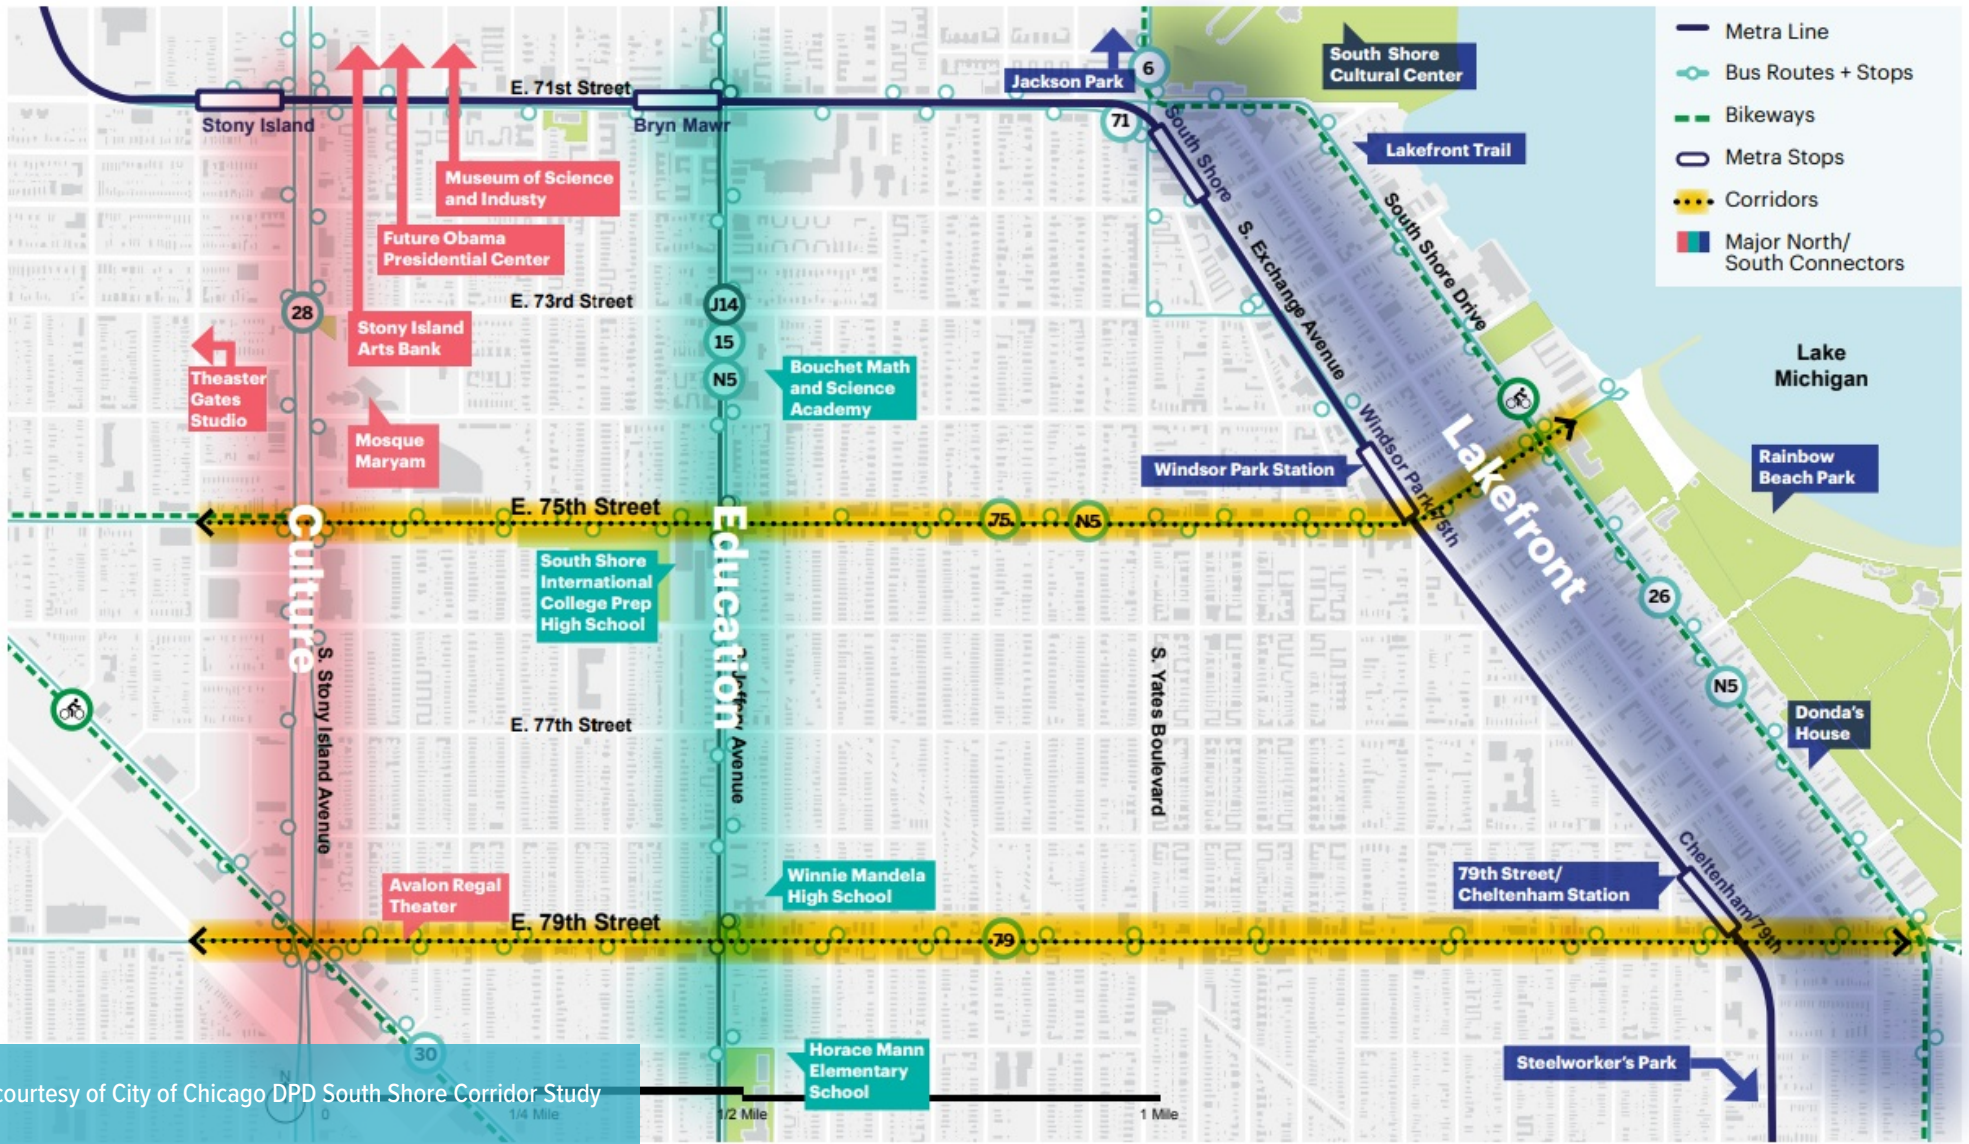 Metra Line
Bus Routes + Stops
Bikeways
Metra Stops
Corridors
Major North/
South Connectors
E. 71st Street
Stony Island
Bryn Mawr
Jackson Park
6
71
South Shore
South Shore
Cultural Center
Lakefront Trail
Museum of Science
and Industy
Future Obama
Presidential Center
Stony Island
Arts Bank
28
Theaster
Gates
Studio
Mosque
Maryam
E. 73rd Street
J14
15
N5
Bouchet Math
and Science
Academy
S. Exchange Avenue
South Shore Drive
Lake
Michigan
Windsor Park Station
Windsor Park/75th
Rainbow
Beach Park
E. 75th Street
75
N5
Culture
Education
Lakefront
South Shore
International
College Prep
High School
26
N5
S. Stony Island Avenue
S. Jeffery Avenue
S. Yates Boulevard
E. 77th Street
Donda's
House
Avalon Regal
Theater
Winnie Mandela
High School
79th Street/
Cheltenham Station
Cheltenham/79th
E. 79th Street
79
30
Horace Mann
Elementary
School
Steelworker's Park
courtesy of City of Chicago DPD South Shore Corridor Study
N
0
1/4 Mile
1/2 Mile
1 Mile